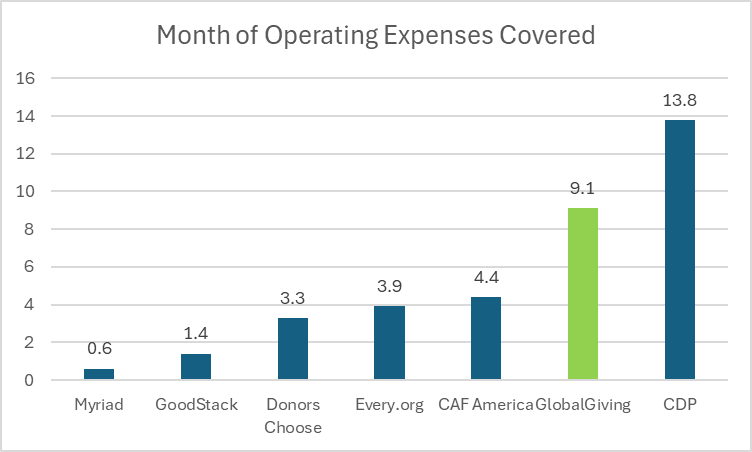 Month of Operating Expenses Covered
16
14
12
10
8
6
4
2
0
0.6
1.4
3.3
3.9
4.4
9.1
13.8
Myriad
GoodStack
Donors
Choose
Every.org
CAF America
GlobalGiving
CDP